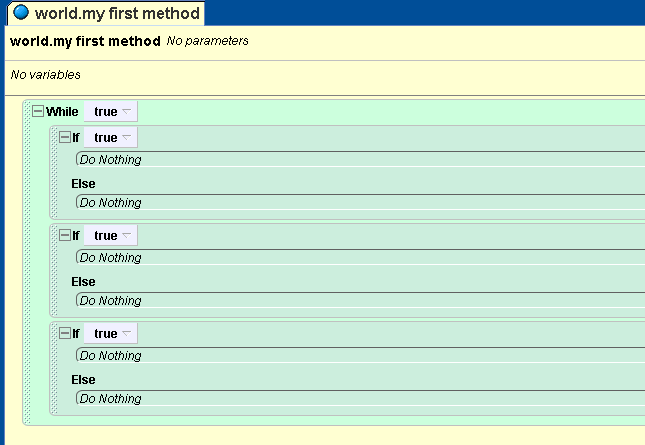 world.my first method
world.my first method No parameters
No variables
While true
If true
Do Nothing
Else
Do Nothing
If true
Do Nothing
Else
Do Nothing
If true
Do Nothing
Else
Do Nothing